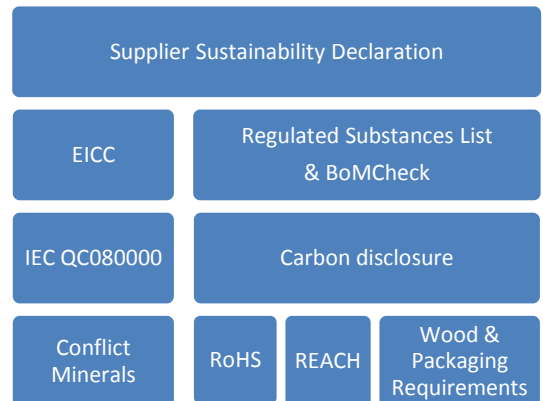 Supplier Sustainability Declaration
EICC
Regulated Substances List
& BoMCheck
IEC QC080000
Carbon disclosure
Conflict
Minerals
RoHS
REACH
Wood &
Packaging
Requirements